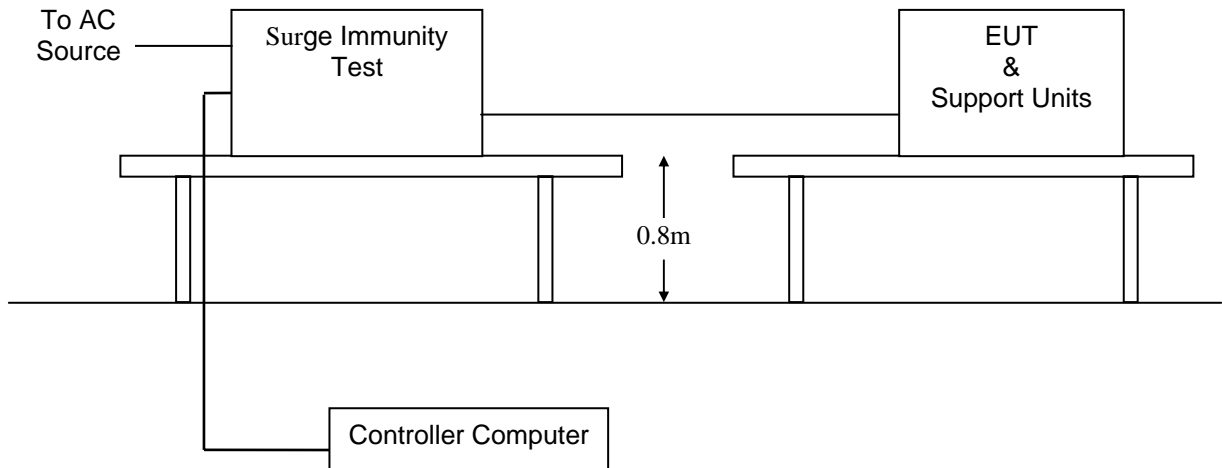 To AC
Source
Surge Immunity
Test
EUT
&
Support Units
0.8m
Controller Computer